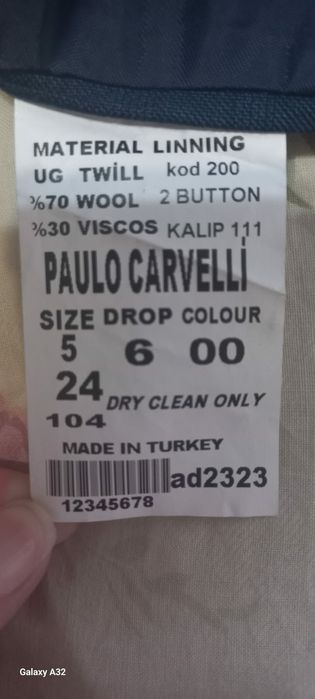 MATERIAL LINNING
UG TWİLL kod 200
%70 WOOL 2 BUTTON
%30 VISCOS KALIP 111
PAULO CARVELLİ
SIZE DROP COLOUR
5 6 00
24 DRY CLEAN ONLY
104
MADE IN TURKEY
ad2323
12345678
Galaxy A32